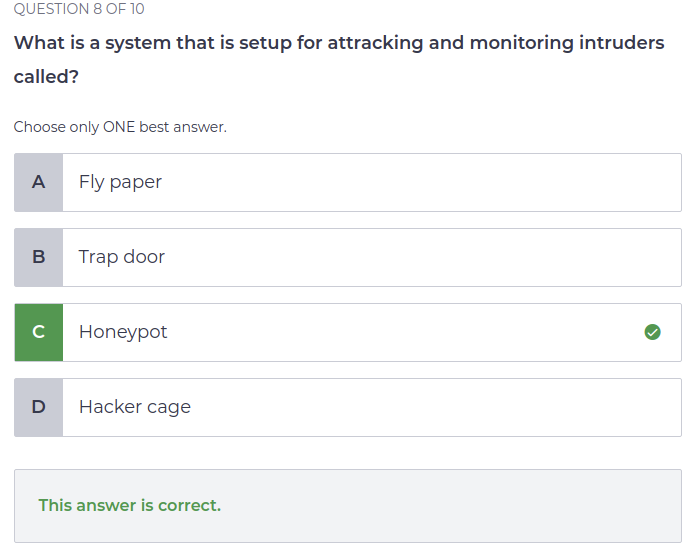 QUESTION 8 OF 10
What is a system that is setup for attracking and monitoring intruders
called?
Choose only ONE best answer.
A Fly paper
B Trap door
C Honeypot
D Hacker cage
This answer is correct.